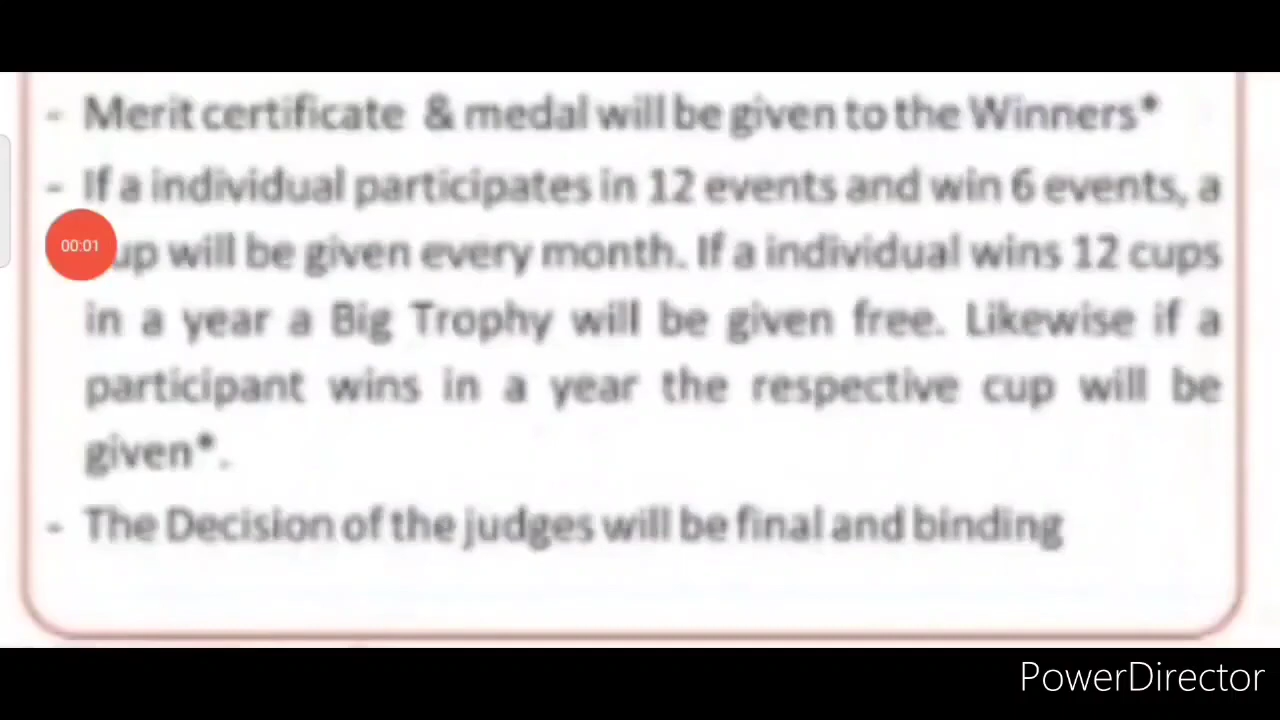 - Merit certificate & medal will be given to the Winners*
- If a individual participates in 12 events and win 6 events, a
00:01
up will be given every month. If a individual wins 12 cups
in a year a Big Trophy will be given free. Likewise if a
participant wins in a year the respective cup will be
given*.
- The Decision of the judges will be final and binding
PowerDirector